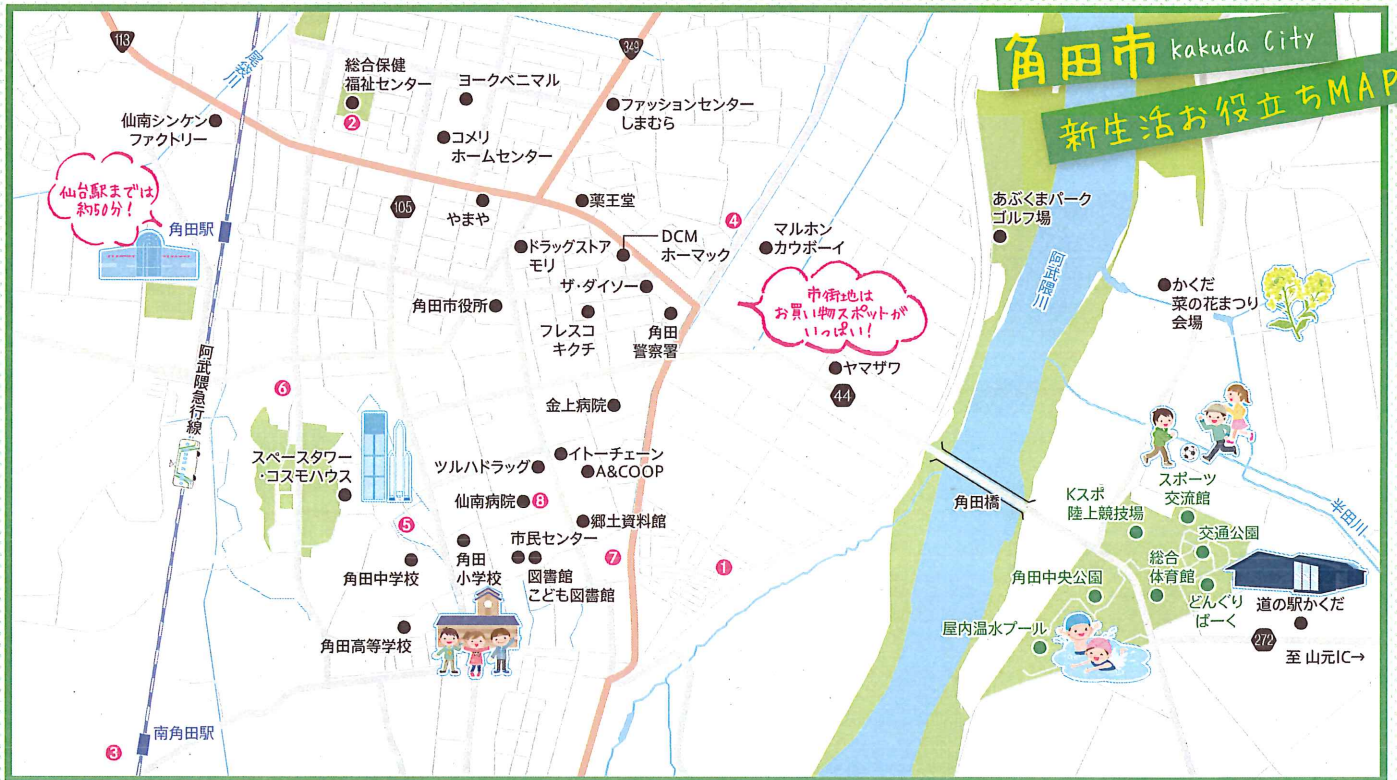 角田市 kakuda City
新生活お役立ちMAP
113
349
尾袋川
総合保健
福祉センター
②
ヨークベニマル
ファッションセンター
しまむら
仙南シンケン
ファクトリー
コメリ
ホームセンター
仙台駅までは
約50分!
角田駅
105
やまや
薬王堂
④
マルホン
カウボーイ
あぶくまパーク
ゴルフ場
阿武隈川
ドラッグストア
モリ
DCM
ホーマック
ザ・ダイソー
角田市役所
フレスコ
キクチ
角田
警察署
市街地は
お買い物スポットが
いっぱい!
かくだ
菜の花まつり
会場
阿武隈急行線
ヤマザワ
44
⑥
金上病院
スペースタワー
・コスモハウス
イトーチェーン
ツルハドラッグ
A&COOP
仙南病院
⑧
角田橋
Kスポ
陸上競技場
スポーツ
交流館
半田川
⑤
郷土資料館
市民センター
⑦
①
交通公園
総合
体育館
角田中学校
角田
小学校
図書館
こども図書館
角田中央公園
どんぐり
ぱーく
道の駅かくだ
角田高等学校
屋内温水プール
272
至 山元IC→
南角田駅
③